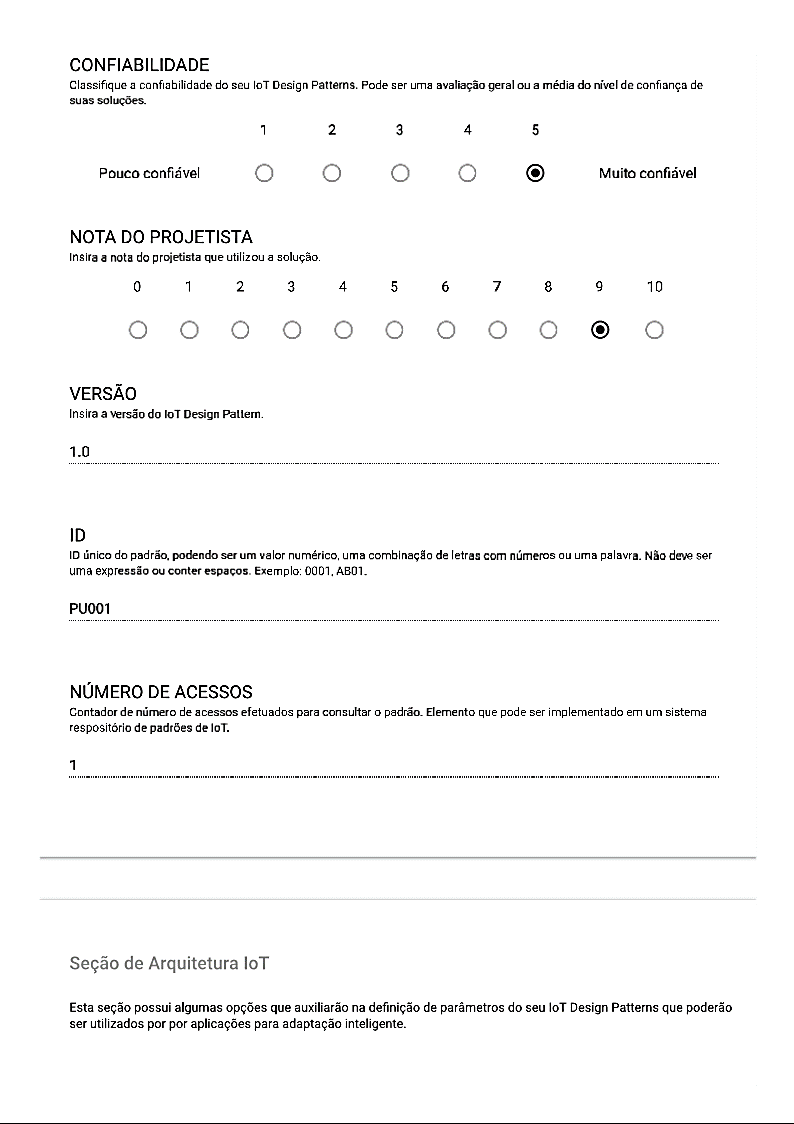 CONFIABILIDADE
Classifique a confiabilidade do seu IoT Design Patterns. Pode ser uma avaliação geral ou a média do nível de confiança de
suas soluções.
1 2 3 4 5
Pouco confiável Muito confiável
NOTA DO PROJETISTA
Insira a nota do projetista que utilizou a solução.
0 1 2 3 4 5 6 7 8 9 10
VERSÃO
Insira a versão do IoT Design Pattern.
1.0
ID
ID único do padrão, podendo ser um valor numérico, uma combinação de letras com números ou uma palavra. Não deve ser
uma expressão ou conter espaços. Exemplo: 0001, AB01.
PU001
NÚMERO DE ACESSOS
Contador de número de acessos efetuados para consultar o padrão. Elemento que pode ser implementado em um sistema
respositório de padrões de IoT.
1
Seção de Arquitetura IoT
Esta seção possui algumas opções que auxiliarão na definição de parâmetros do seu IoT Design Patterns que poderão
ser utilizados por por aplicações para adaptação inteligente.